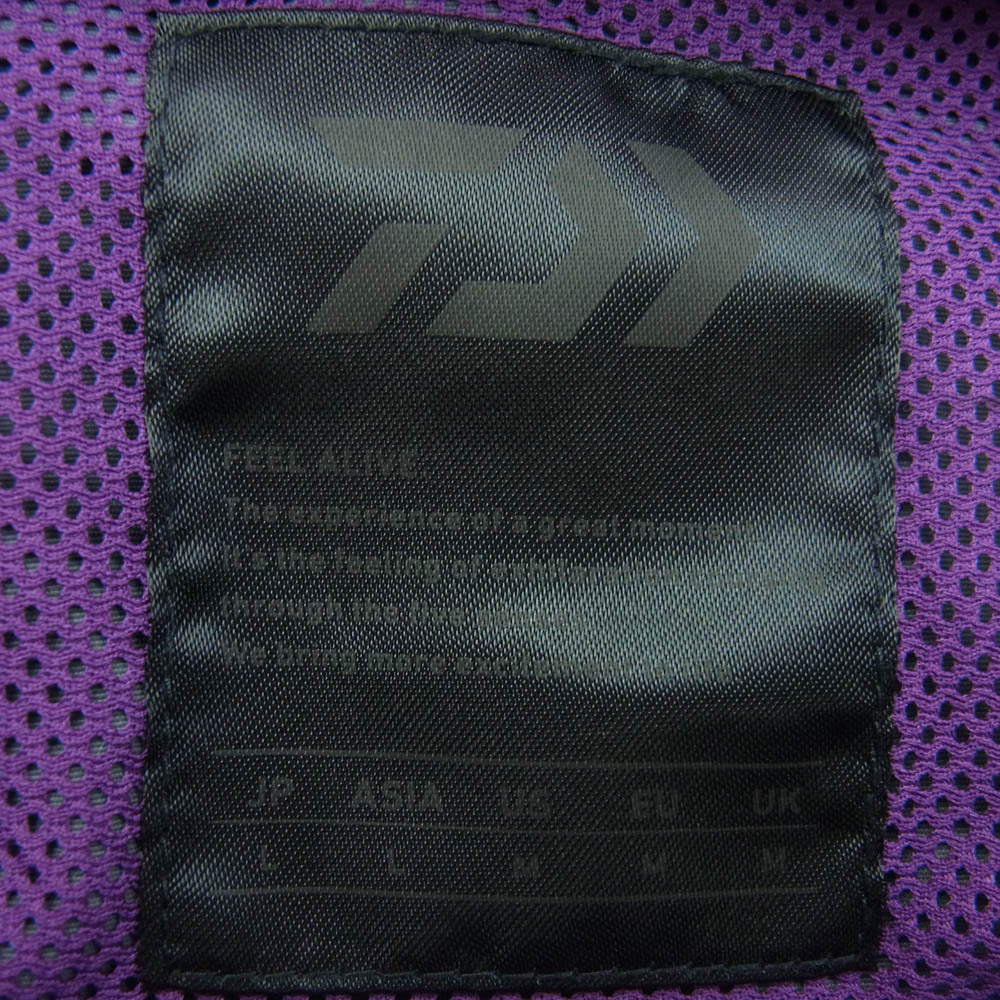 FEEL ALIVE.
The experience of a great moment
It's the feeling of
through the five
We bring more
JP ASIA US EU UK
L L M M M